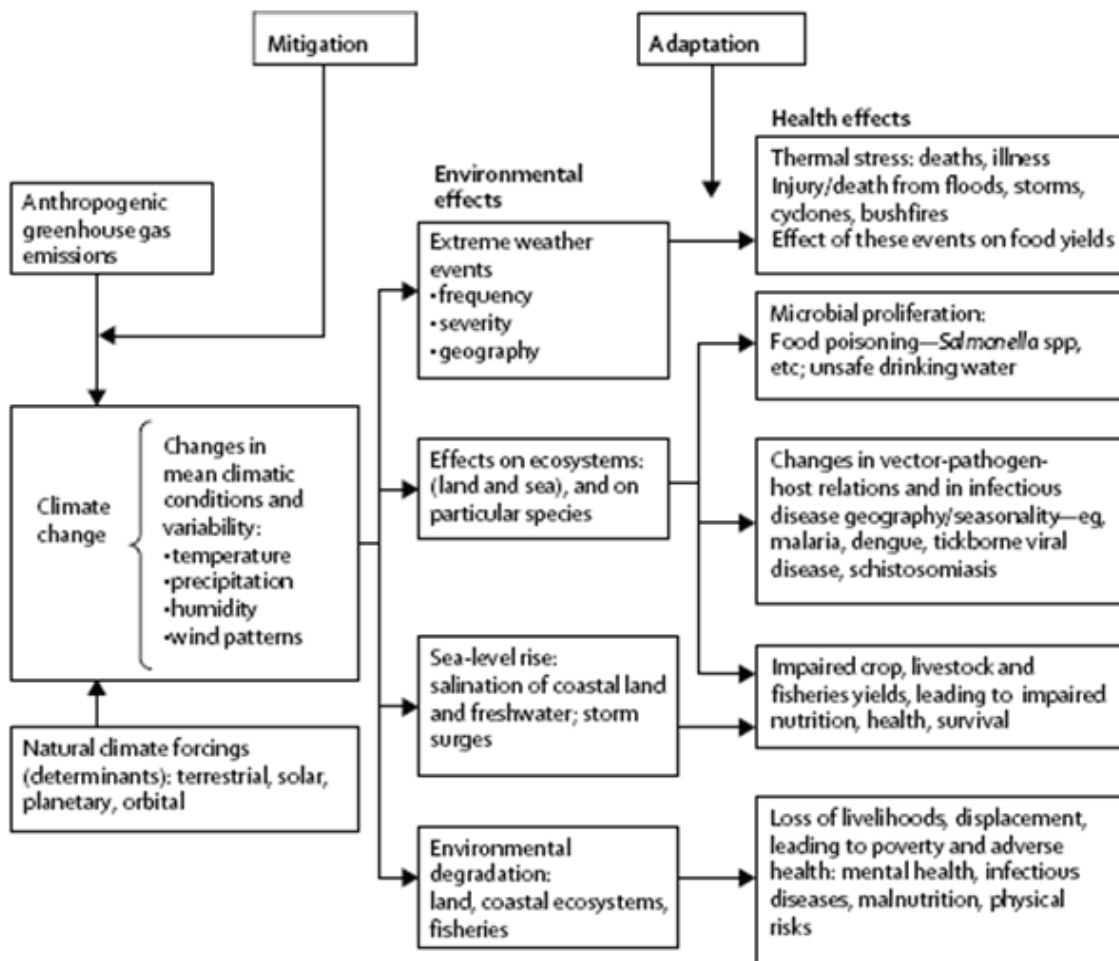 Mitigation
Adaptation
Health effects
Thermal stress: deaths, illness
Injury/death from floods, storms,
cyclones, bushfires
Effect of these events on food yields
Environmental
effects
Anthropogenic
greenhouse gas
emissions
Extreme weather
events
•frequency
•severity
•geography
Microbial proliferation:
Food poisoning—Salmonella spp,
etc; unsafe drinking water
Climate
change
Changes in
mean climatic
conditions and
variability:
•temperature
•precipitation
•humidity
•wind patterns
Effects on ecosystems:
(land and sea), and on
particular species
Changes in vector-pathogen-
host relations and in infectious
disease geography/seasonality—eg,
malaria, dengue, tickborne viral
disease, schistosomiasis
Sea-level rise:
salination of coastal land
and freshwater; storm
surges
Impaired crop, livestock and
fisheries yields, leading to impaired
nutrition, health, survival
Natural climate forcings
(determinants): terrestrial, solar,
planetary, orbital
Environmental
degradation:
land, coastal ecosystems,
fisheries
Loss of livelihoods, displacement,
leading to poverty and adverse
health: mental health, infectious
diseases, malnutrition, physical
risks